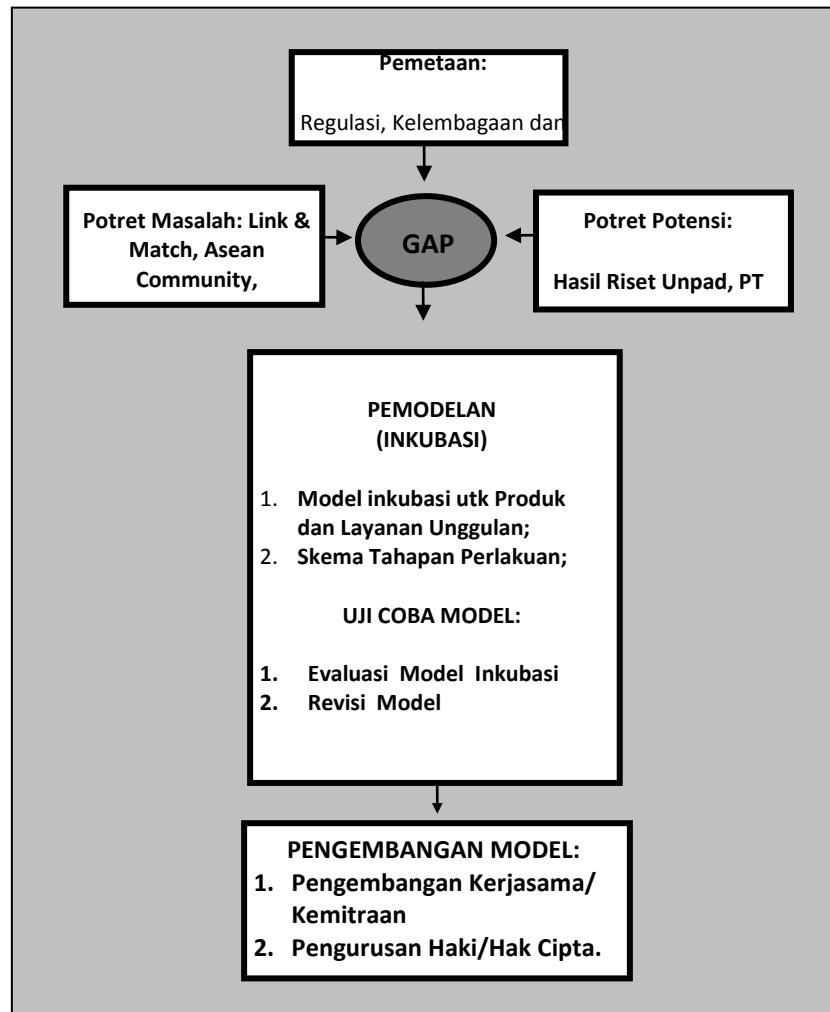 Pemetaan:
Regulasi, Kelembagaan dan
Potret Masalah: Link &
Match, Asean
Community,
GAP
Potret Potensi:
Hasil Riset Unpad, PT
PEMODELAN
(INKUBASI)
1. Model inkubasi utk Produk
dan Layanan Unggulan;
2. Skema Tahapan Perlakuan;
UJI COBA MODEL:
1. Evaluasi Model Inkubasi
2. Revisi Model
PENGEMBANGAN MODEL:
1. Pengembangan Kerjasama/
Kemitraan
2. Pengurusan Haki/Hak Cipta.